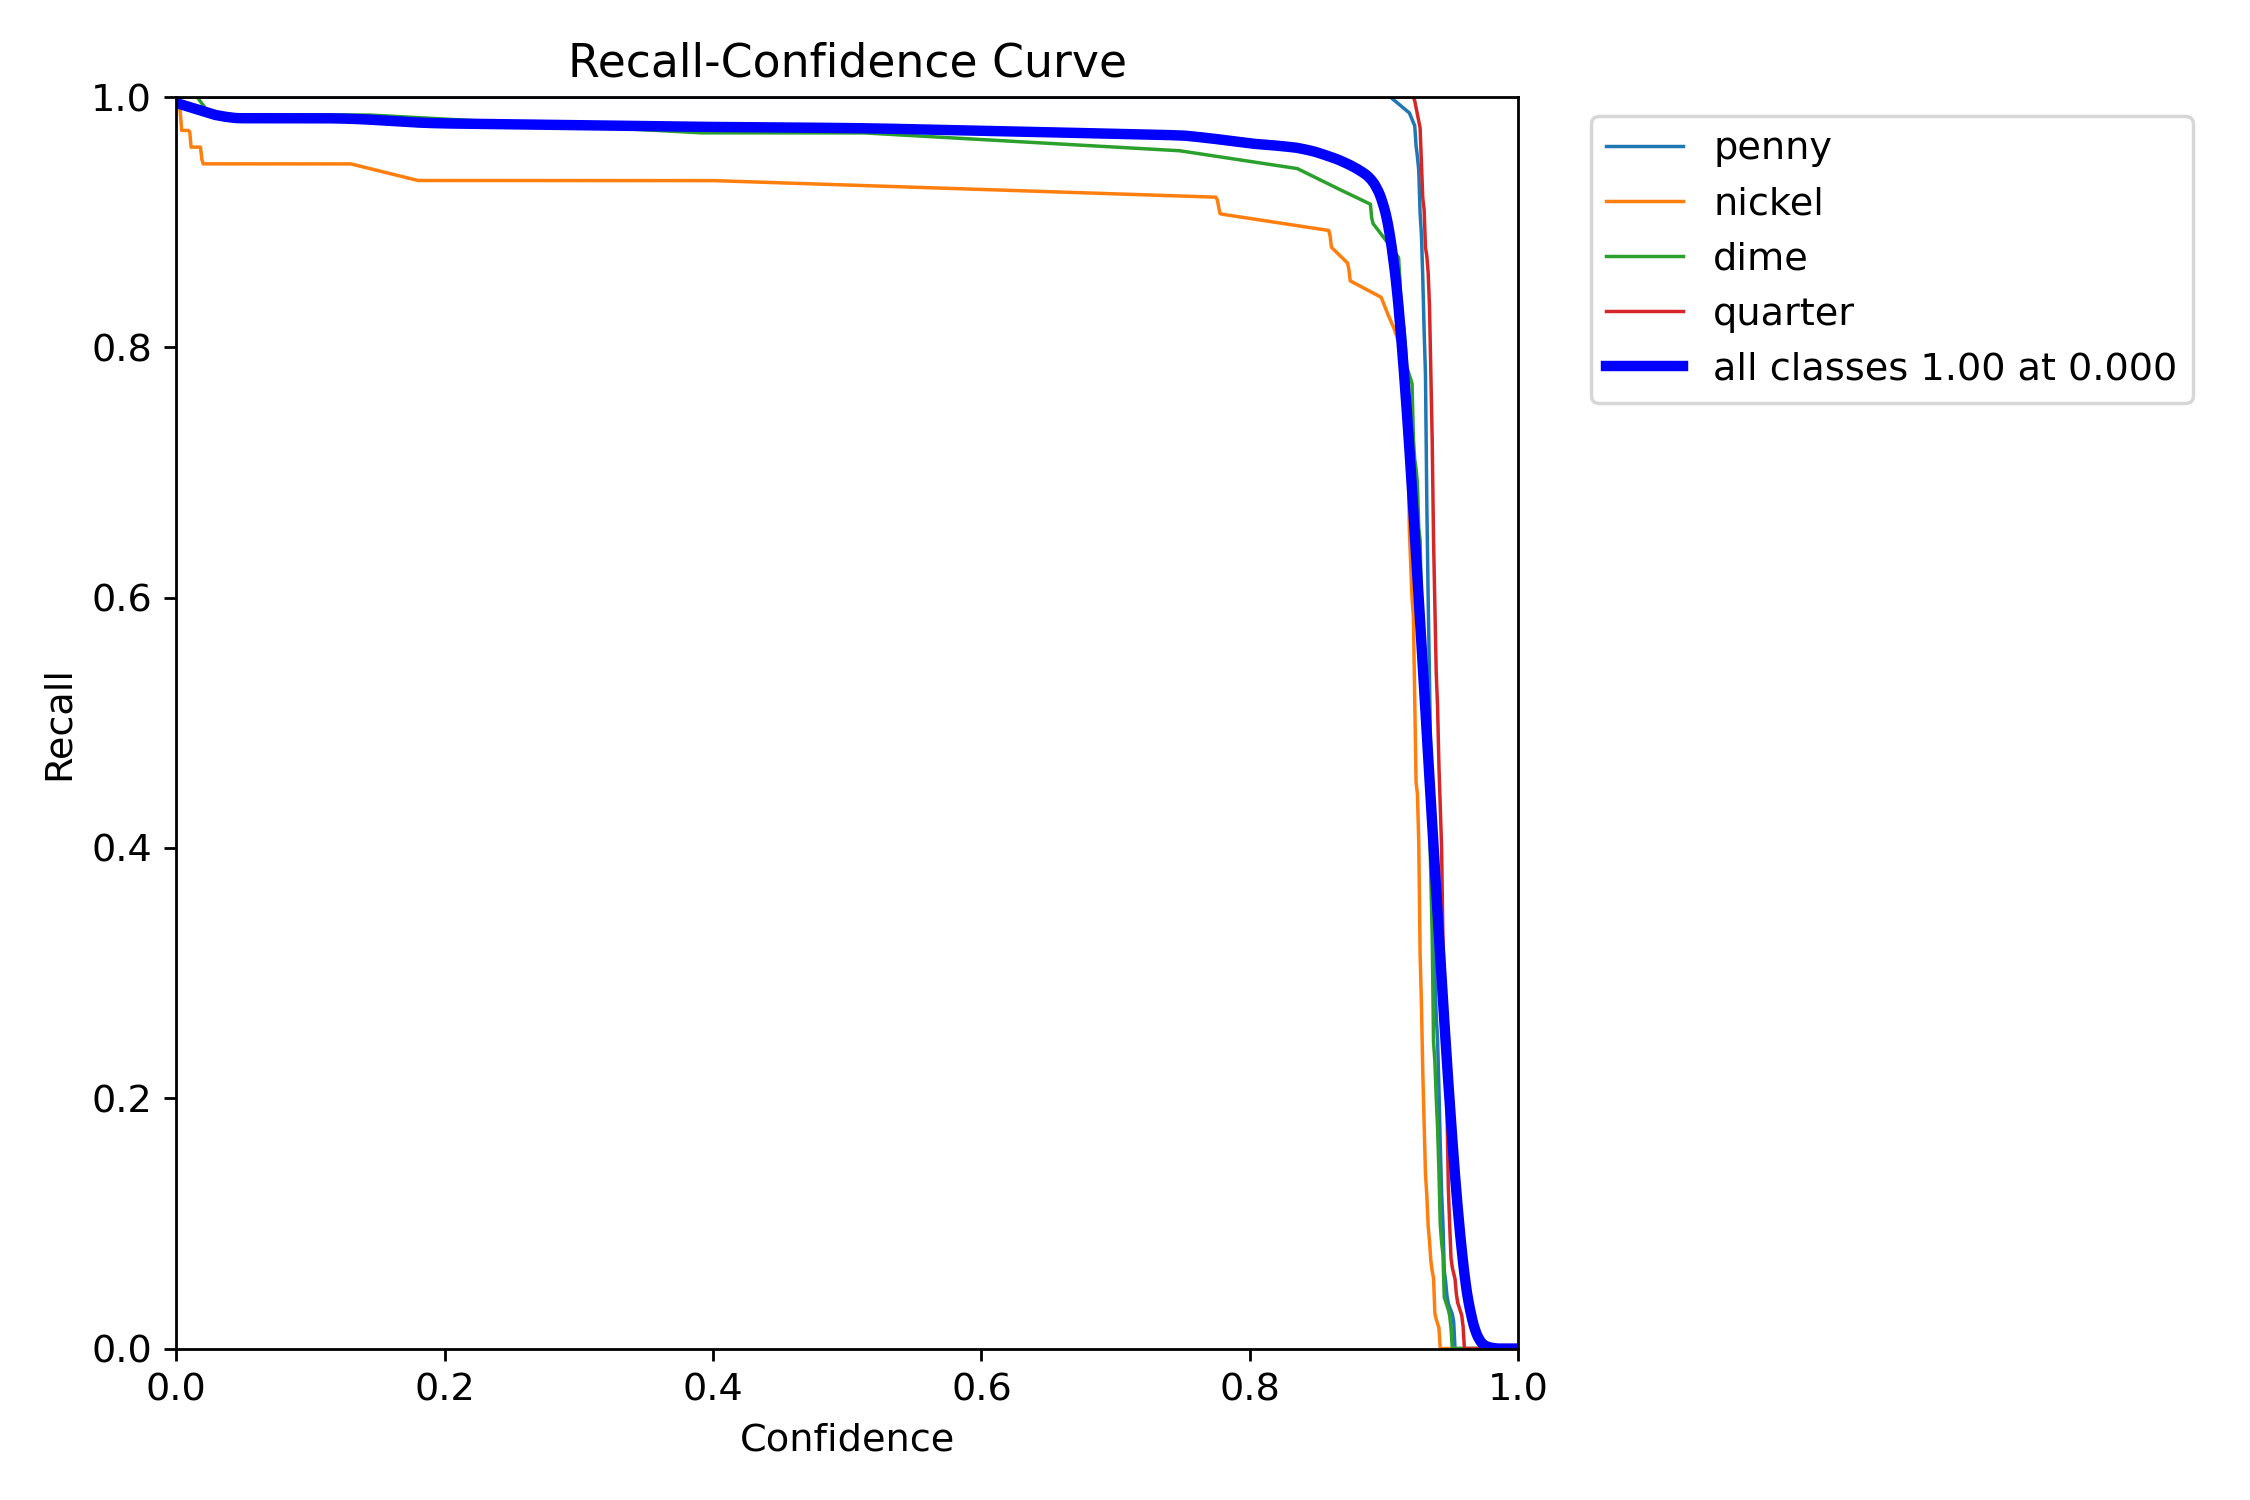 Recall-Confidence Curve
1.0
0.8
0.6
0.4
0.2
0.0
Recall
0.0 0.2 0.4 0.6 0.8 1.0
Confidence
penny
nickel
dime
quarter
all classes 1.00 at 0.000